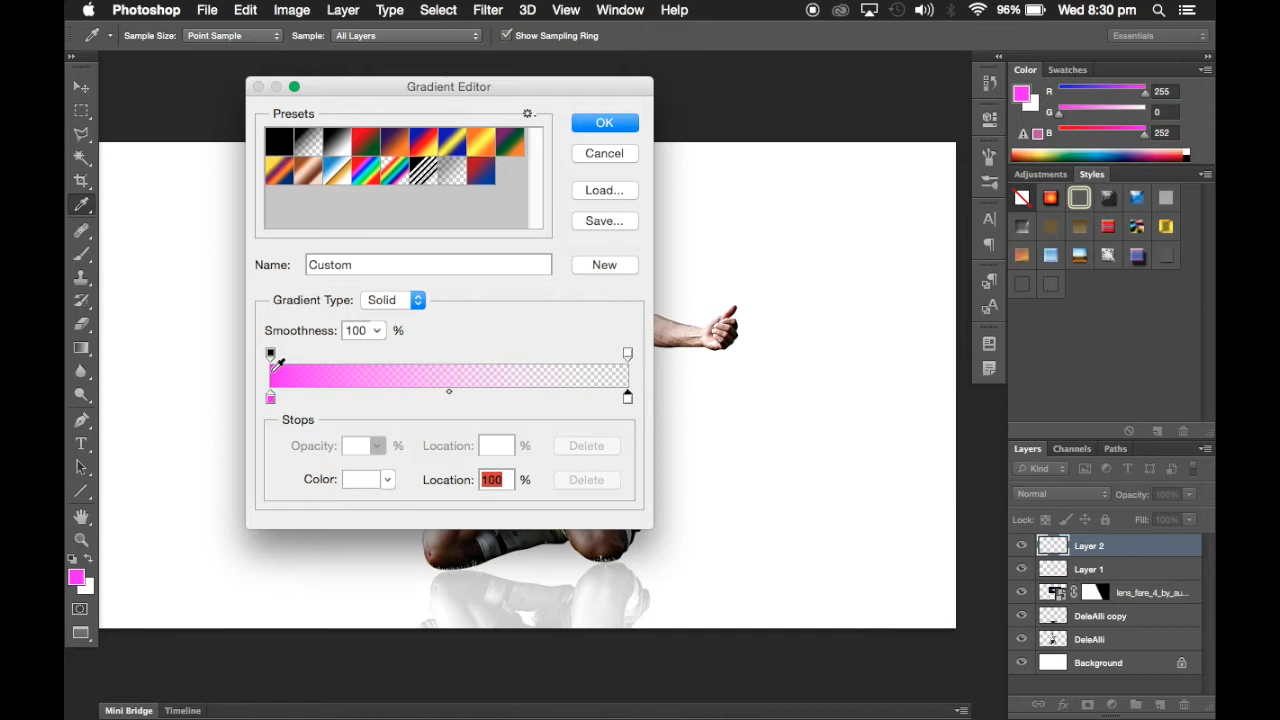 Photoshop File Edit Image Layer Type Select Filter 3D View Window Help 96% Wed 8:30 pm
Sample Size: Point Sample Sample: All Layers Show Sampling Ring Essentials
Gradient Editor
Presets
OK
Cancel
Load...
Save...
Name: Custom New
Gradient Type: Solid
Smoothness: 100 %
Stops
Opacity: % Location: % Delete
Color: Location: 100 % Delete
Color Swatches
R 255
G 0
B 252
Adjustments Styles
Layers Channels Paths
Kind
Normal Opacity: 100%
Lock: Fill: 100%
Layer 2
Layer 1
lens_fare_4_by_au...
DeleAlli copy
DeleAlli
Background
Mini Bridge Timeline